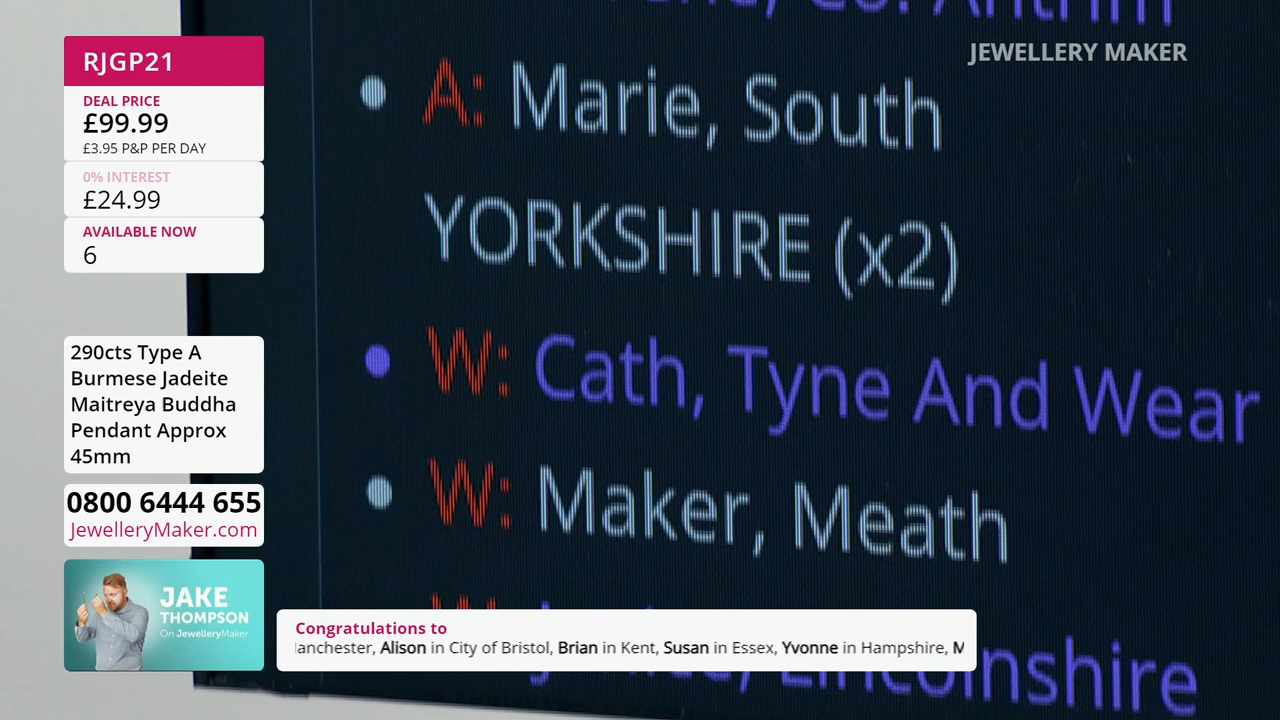 RJGP21
DEAL PRICE
£99.99
£3.95 P&P PER DAY
0% INTEREST
£24.99
AVAILABLE NOW
6
290cts Type A
Burmese Jadeite
Maitreya Buddha
Pendant Approx
45mm
0800 6444 655
JewelleryMaker.com
JAKE
THOMPSON
On JewelleryMaker
JEWELLERY MAKER
Co. Antrim
A: Marie, South
YORKSHIRE (x2)
W: Cath, Tyne And Wear
W: Maker, Meath
W:
Lincolnshire
Congratulations to
Alison in City of Bristol, Brian in Kent, Susan in Essex, Yvonne in Hampshire, M